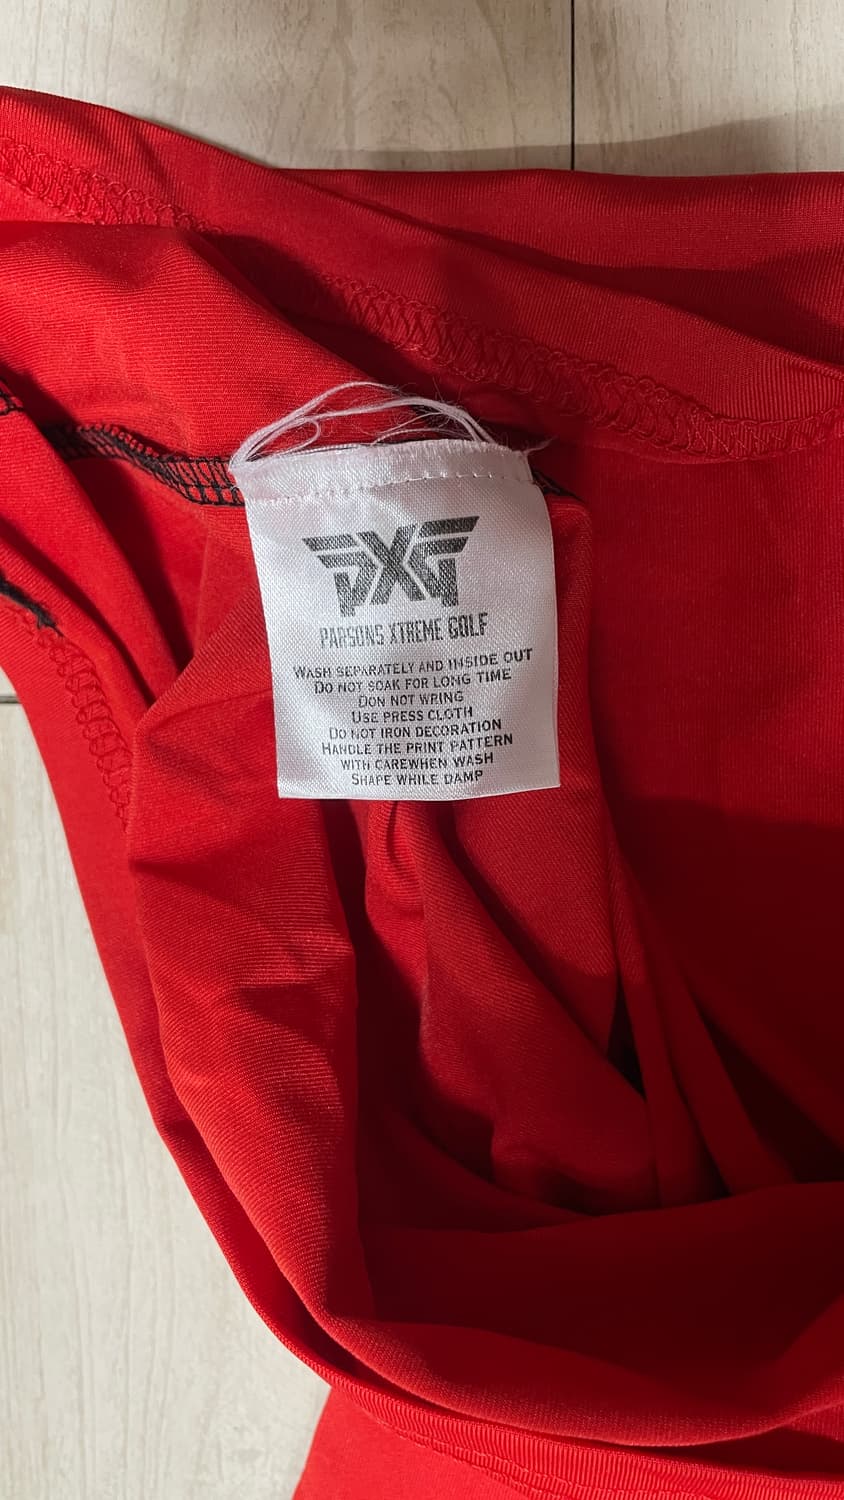 PXG
PARSONS XTREME GOLF
WASH SEPARATELY AND INSIDE OUT
DO NOT SOAK FOR LONG TIME
DON NOT WRING
USE PRESS CLOTH
DO NOT IRON DECORATION
HANDLE THE PRINT PATTERN
WITH CAREWHEN WASH
SHAPE WHILE DAMP